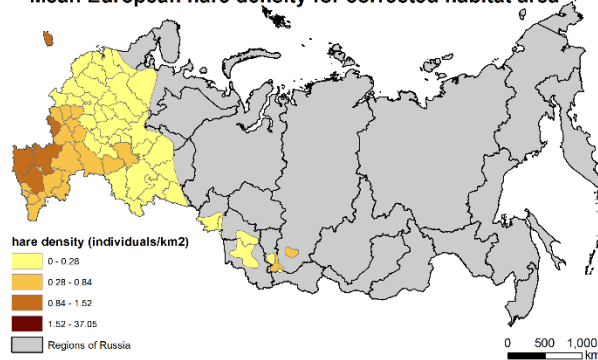 Mean European hare density for corrected habitat area
hare density (individuals/km2)
0 - 0.28
0.28 - 0.84
0.84 - 1.52
1.52 - 37.05
Regions of Russia
0 500 1,000
km